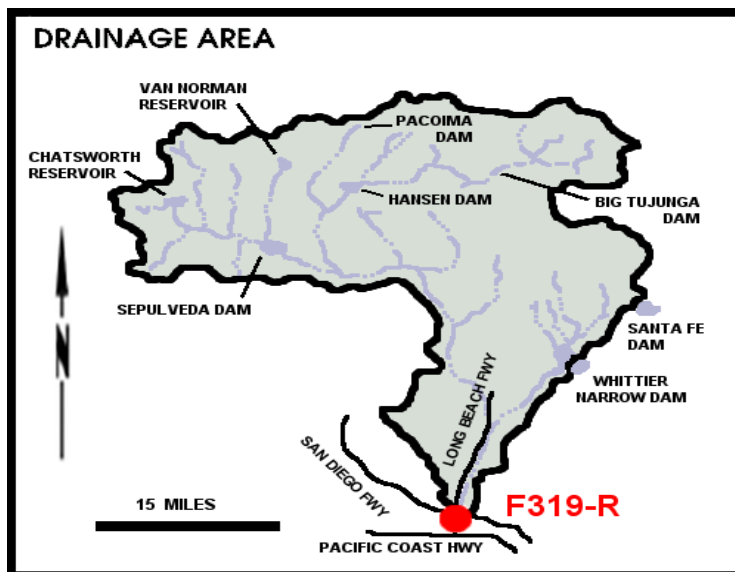 DRAINAGE AREA
VAN NORMAN
RESERVOIR
PACOIMA
DAM
CHATSWORTH
RESERVOIR
HANSEN DAM
BIG TUJUNGA
DAM
SEPULVEDA DAM
SANTA FE
DAM
WHITTIER
NARROW DAM
LONG BEACH FWY
SAN DIEGO FWY
N
15 MILES
F319-R
PACIFIC COAST HWY